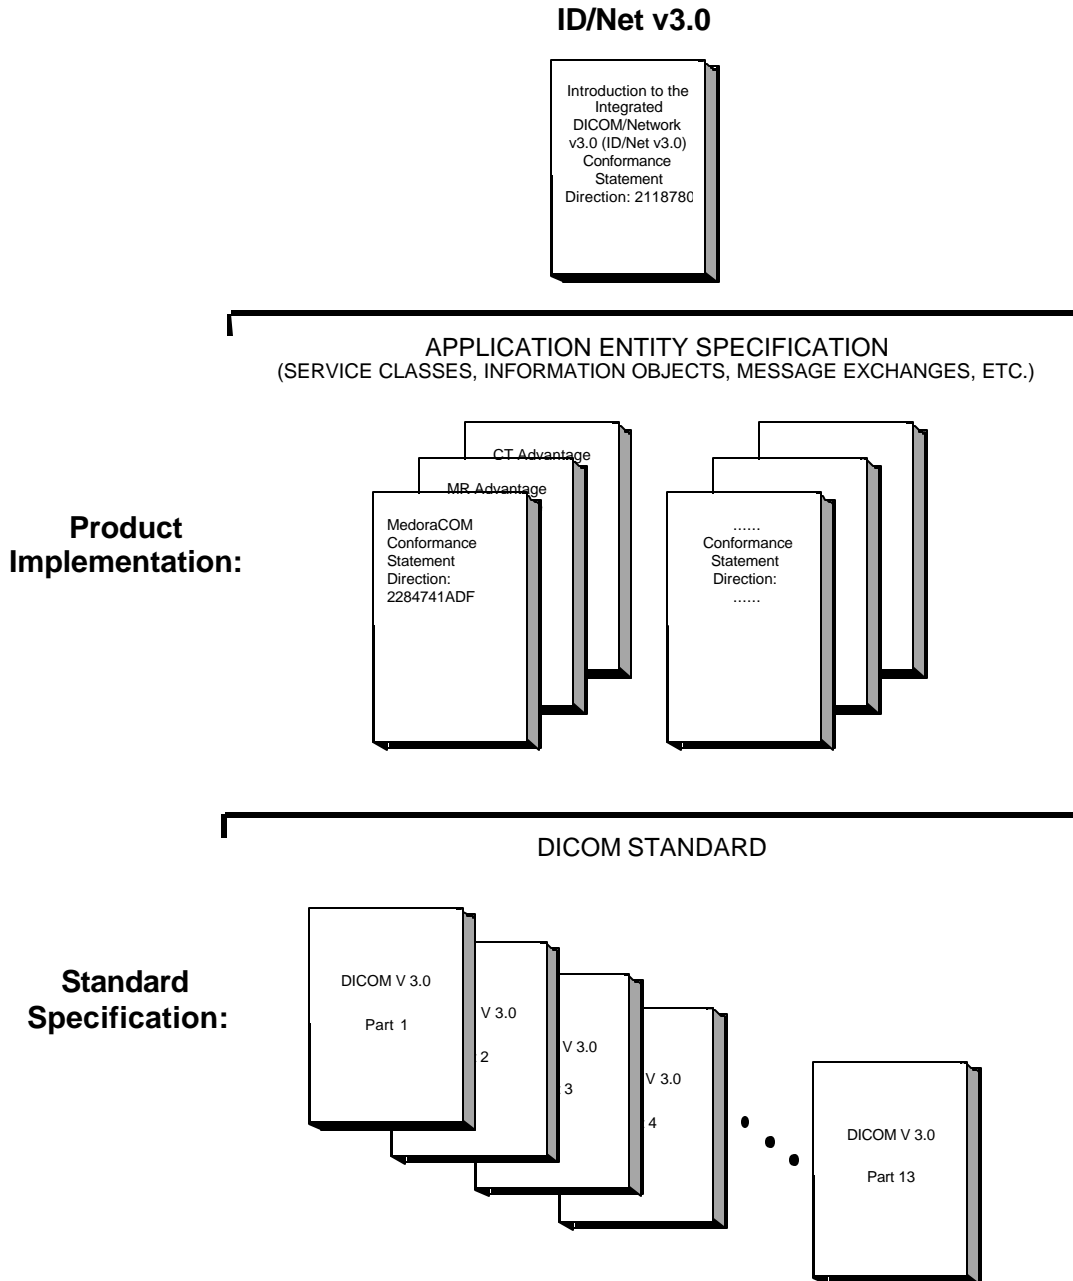 ID/Net v3.0
Introduction to the
Integrated
DICOM/Network
v3.0 (ID/Net v3.0)
Conformance
Statement
Direction: 2118780
APPLICATION ENTITY SPECIFICATION
(SERVICE CLASSES, INFORMATION OBJECTS, MESSAGE EXCHANGES, ETC.)
Product
Implementation:
CT Advantage
MR Advantage
MedoraCOM
Conformance
Statement
Direction:
2284741ADF
......
Conformance
Statement
Direction:
......
DICOM STANDARD
Standard
Specification:
DICOM V 3.0
Part 1
V 3.0
2
V 3.0
3
V 3.0
4
DICOM V 3.0
Part 13